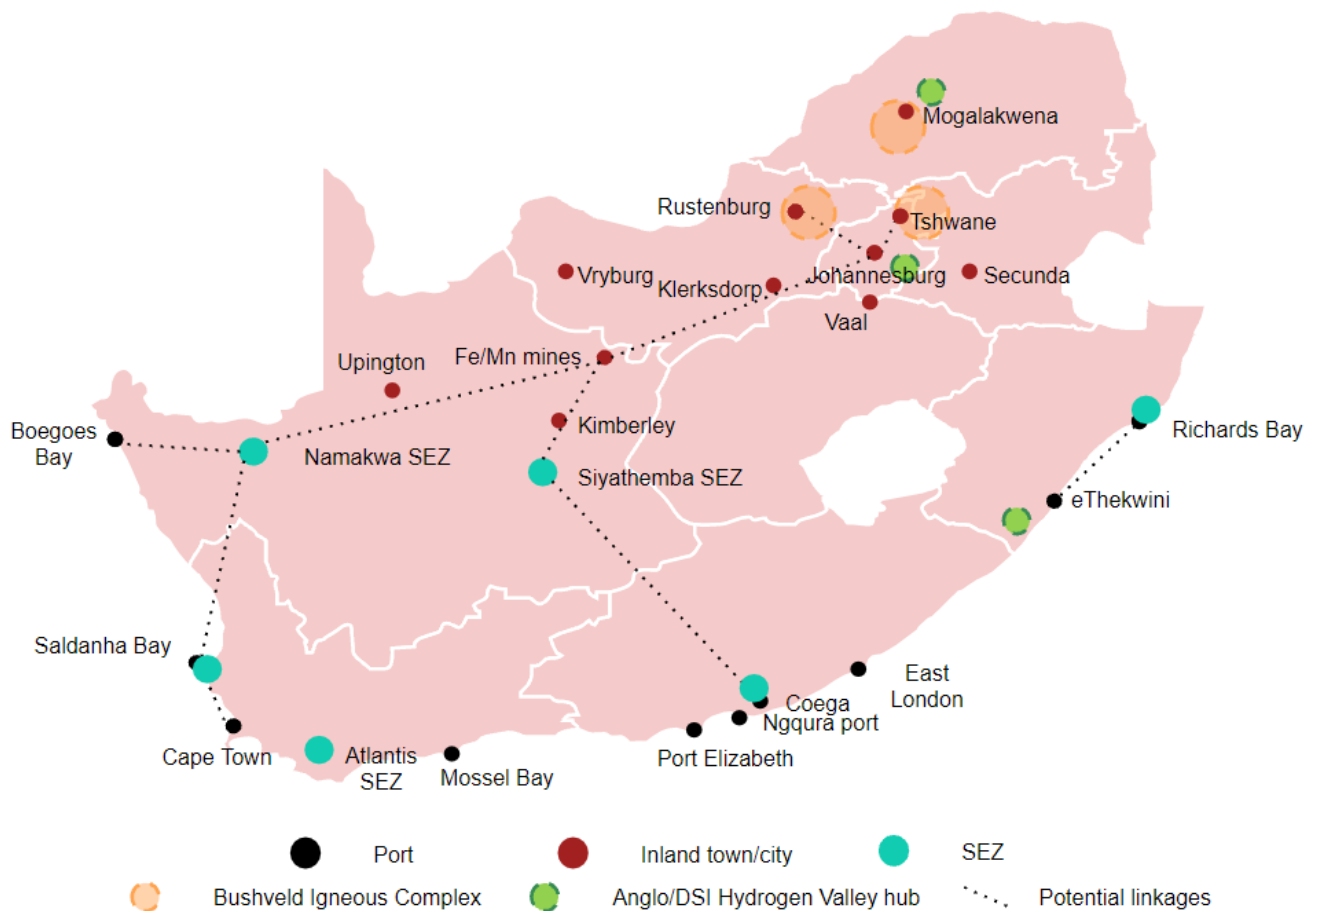 Mogalakwena
Rustenburg
Tshwane
Vryburg
Klerksdorp
Johannesburg
Secunda
Vaal
Upington
Fe/Mn mines
Boegoes
Bay
Namakwa SEZ
Kimberley
Siyathemba SEZ
Richards Bay
eThekwini
Saldanha Bay
East
London
Coega
Ngqura port
Cape Town
Atlantis
SEZ
Mossel Bay
Port Elizabeth
Port
Inland town/city
SEZ
Bushveld Igneous Complex
Anglo/DSI Hydrogen Valley hub
Potential linkages